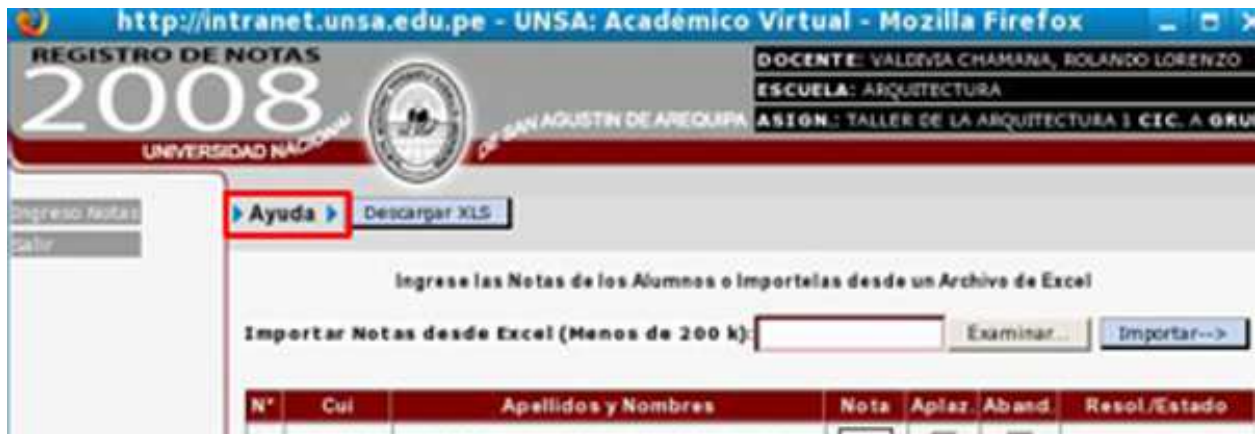 http://intranet.unsa.edu.pe - UNSA: Académico Virtual - Mozilla Firefox
REGISTRO DE NOTAS
2008
UNIVERSIDAD NACIONAL DE SAN AGUSTIN DE AREQUIPA
DOCENTE: VALDIVIA CHAMANA, ROLANDO LORENZO
ESCUELA: ARQUITECTURA
ASIGN.: TALLER DE LA ARQUITECTURA 1 CIC. A GRU
Ingreso Notas
Salir
Ayuda
Descargar XLS
Ingrese las Notas de los Alumnos o Importelas desde un Archivo de Excel
Importar Notas desde Excel (Menos de 200 k): Examinar... Importar-->
N° Cui Apellidos y Nombres Nota Aplaz. Aband. Resol./Estado